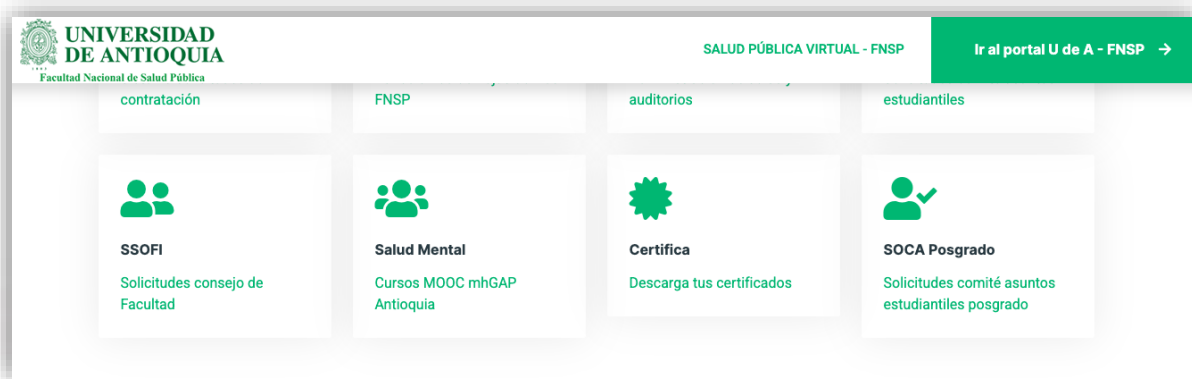 UNIVERSIDAD
DE ANTIOQUIA
Facultad Nacional de Salud Pública
SALUD PÚBLICA VIRTUAL - FNSP
Ir al portal U de A - FNSP →
contratación
FNSP
auditorios
estudiantiles
SSOFI
Solicitudes consejo de
Facultad
Salud Mental
Cursos MOOC mhGAP
Antioquia
Certifica
Descarga tus certificados
SOCA Posgrado
Solicitudes comité asuntos
estudiantiles posgrado